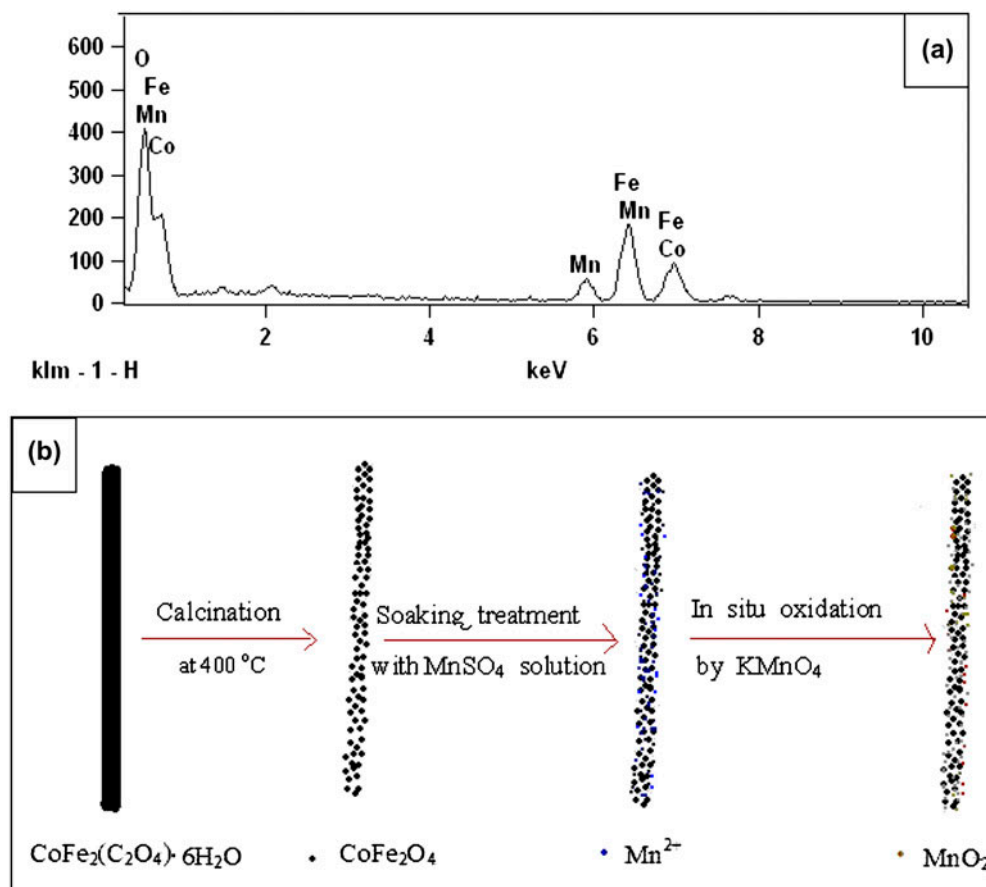 (a)
600
500
400
300
200
100
0
O
Fe
Mn
Co
Fe
Mn
Mn
Fe
Co
2 4 6 8 10
klm - 1 - H keV
(b)
Calcination
at 400 °C
Soaking treatment
with MnSO₄ solution
In situ oxidation
by KMnO₄
CoFe₂(C₂O₄)· 6H₂O CoFe₂O₄ Mn²⁺ MnO₂